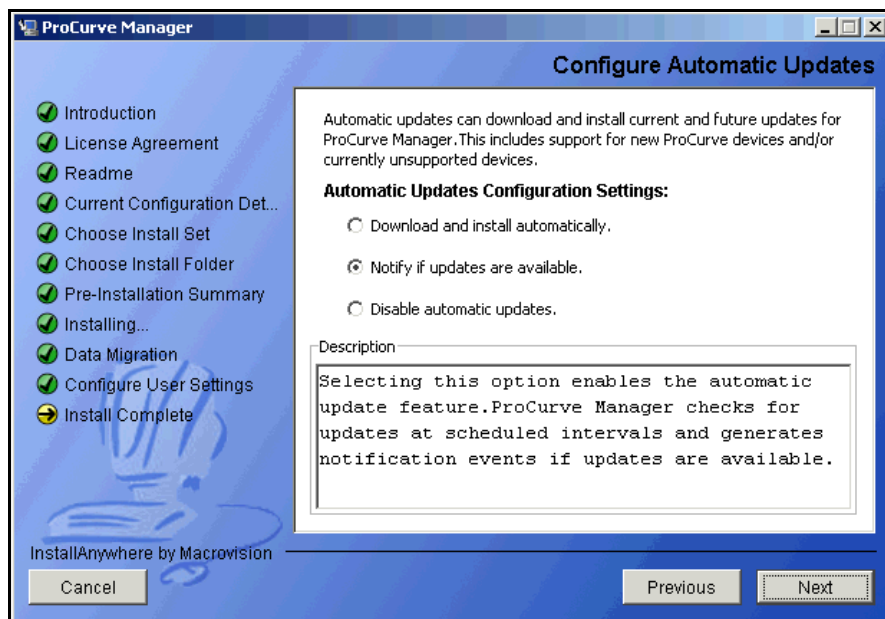 ProCurve Manager
Configure Automatic Updates
Introduction
License Agreement
Readme
Current Configuration Det...
Choose Install Set
Choose Install Folder
Pre-Installation Summary
Installing...
Data Migration
Configure User Settings
Install Complete
Automatic updates can download and install current and future updates for
ProCurve Manager.This includes support for new ProCurve devices and/or
currently unsupported devices.
Automatic Updates Configuration Settings:
Download and install automatically.
Notify if updates are available.
Disable automatic updates.
Description
Selecting this option enables the automatic
update feature.ProCurve Manager checks for
updates at scheduled intervals and generates
notification events if updates are available.
InstallAnywhere by Macrovision
Cancel
Previous
Next